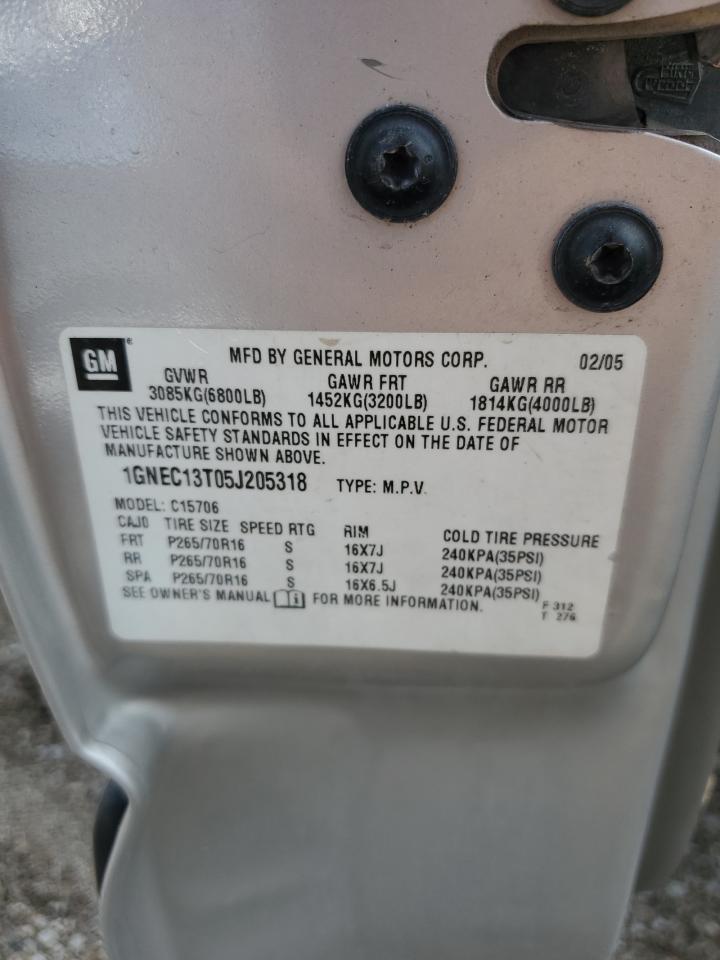 KING
WEDGE
GM ®
MFD BY GENERAL MOTORS CORP. 02/05
GVWR GAWR FRT GAWR RR
3085KG(6800LB) 1452KG(3200LB) 1814KG(4000LB)
THIS VEHICLE CONFORMS TO ALL APPLICABLE U.S. FEDERAL MOTOR
VEHICLE SAFETY STANDARDS IN EFFECT ON THE DATE OF
MANUFACTURE SHOWN ABOVE.
1GNEC13T05J205318 TYPE: M.P.V.
MODEL: C15706
CAJ0 TIRE SIZE SPEED RTG RIM COLD TIRE PRESSURE
FRT P265/70R16 S 16X7J 240KPA(35PSI)
RR P265/70R16 S 16X7J 240KPA(35PSI)
SPA P265/70R16 S 16X6.5J 240KPA(35PSI)
SEE OWNER'S MANUAL i FOR MORE INFORMATION.
F 312
T 276